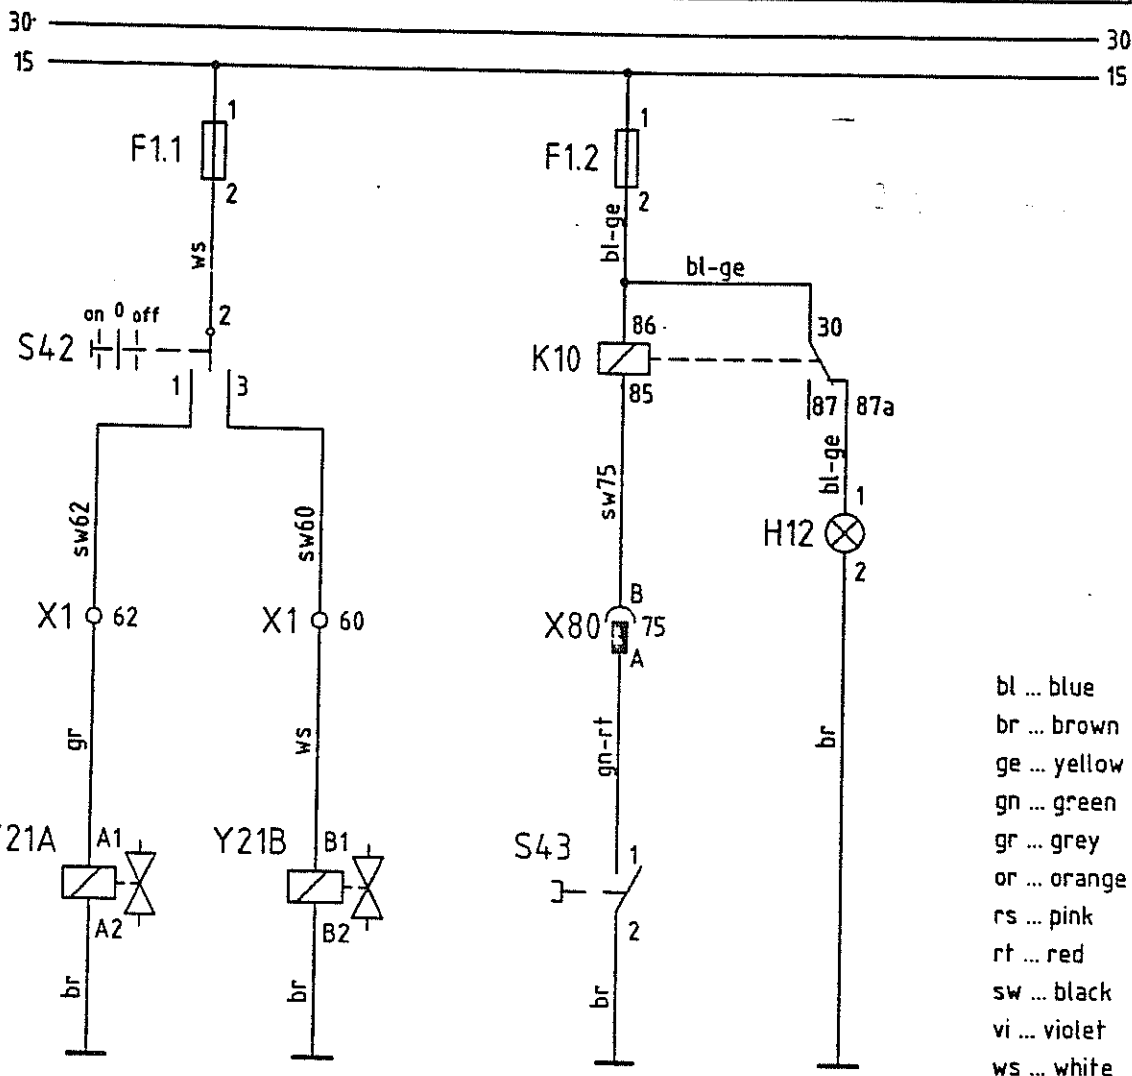 30 30
15 15
1
F1.1
2
ws
on 0 off
2
S42
1 3
sw62
sw60
X1 62
X1 60
gr
ws
A1
21A
A2
br
B1
Y21B
B2
br
1
F1.2
2
bl-ge
bl-ge
86
K10
85
30
87 87a
sw75
bl-ge
B
X80 75
A
gn-rt
1
H12
2
br
S43
1
2
br
bl ... blue
br ... brown
ge ... yellow
gn ... green
gr ... grey
or ... orange
rs ... pink
rt ... red
sw ... black
vi ... violet
ws ... white